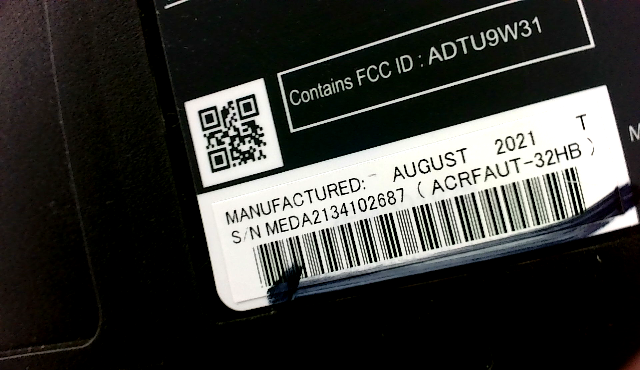 Contains FCC ID : ADTU9W31
MANUFACTURED: AUGUST 2021 T
S/N MEDA2134102687 ( ACRFAUT-32HB )
M